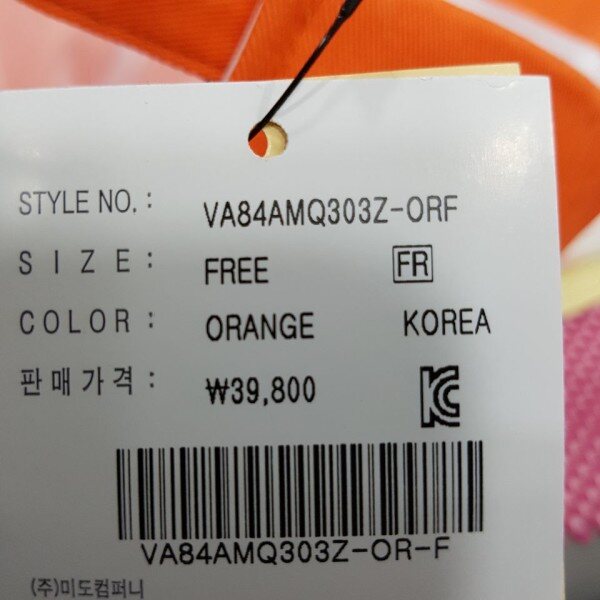 STYLE NO. : VA84AMQ303Z-ORF
SIZE : FREE FR
COLOR : ORANGE KOREA
판매가격 : ₩39,800 KC
VA84AMQ303Z-OR-F
(주)미도컴퍼니